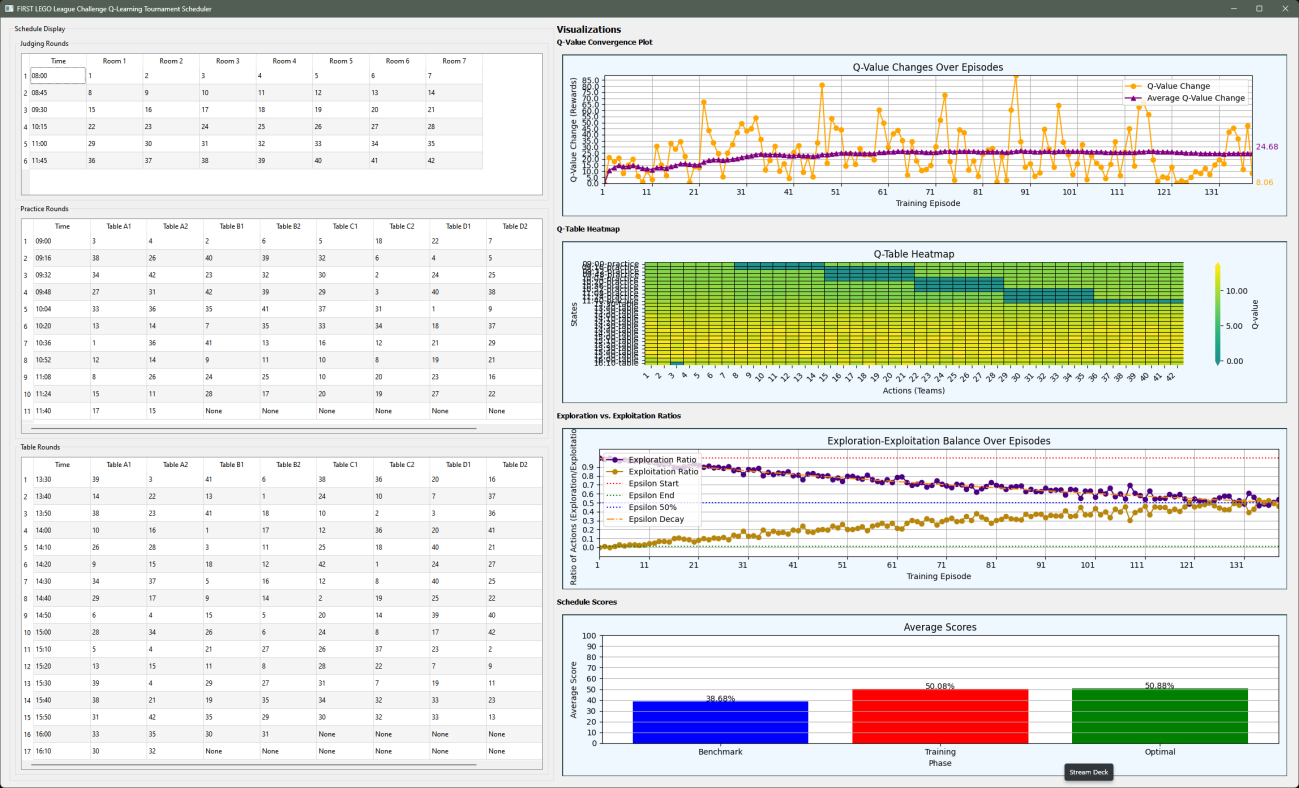 FIRST LEGO League Challenge Q-Learning Tournament Scheduler
Schedule Display
Judging Rounds
Time Room 1 Room 2 Room 3 Room 4 Room 5 Room 6 Room 7
1 08:00 1 2 3 4 5 6 7
2 08:45 8 9 10 11 12 13 14
3 09:30 15 16 17 18 19 20 21
4 10:15 22 23 24 25 26 27 28
5 11:00 29 30 31 32 33 34 35
6 11:45 36 37 38 39 40 41 42
Practice Rounds
Time Table A1 Table A2 Table B1 Table B2 Table C1 Table C2 Table D1 Table D2
1 09:00 3 4 2 6 5 18 22 7
2 09:16 38 26 40 39 32 6 4 5
3 09:32 34 42 23 32 30 2 24 25
4 09:48 27 31 42 39 29 3 40 38
5 10:04 33 36 35 41 37 31 1 9
6 10:20 13 14 7 35 33 34 18 37
7 10:36 1 36 41 13 16 12 21 29
8 10:52 12 14 9 11 10 8 19 21
9 11:08 8 26 24 25 10 20 23 16
10 11:24 15 11 28 17 20 19 27 22
11 11:40 17 15 None None None None None None
Table Rounds
Time Table A1 Table A2 Table B1 Table B2 Table C1 Table C2 Table D1 Table D2
1 13:30 39 3 41 6 38 36 20 16
2 13:40 14 22 13 1 24 10 7 37
3 13:50 38 23 41 18 10 36
4 14:00 10 16 1 17 12 36 20 41
5 14:10 26 28 3 11 25 18 40 21
6 14:20 9 15 18 12 42 1 24 27
7 14:30 34 37 5 16 12 8 40 25
8 14:40 29 17 9 14 2 19 25 22
9 14:50 6 4 15 5 20 14 39 40
10 15:00 28 34 26 6 24 8 17 42
11 15:10 5 4 21 27 26 37 23 2
12 15:20 13 15 11 8 28 22 7 9
13 15:30 39 4 29 27 31 7 19 11
14 15:40 38 21 19 35 34 32 33 23
15 15:50 31 42 35 29 30 32 33 13
16 16:00 33 35 30 31 None None None None
17 16:10 30 32 None None None None None None
Visualizations
Q-Value Convergence Plot
Q-Value Changes Over Episodes
Q-Value Change (Rewards)
85.0
80.0
75.0
70.0
65.0
60.0
55.0
50.0
45.0
40.0
35.0
30.0
25.0
20.0
15.0
10.0
5.0
0.0
Q-Value Change
Average Q-Value Change
24.68
8.06
1 11 21 31 41 51 61 71 81 91 101 111 121 131
Training Episode
Q-Table Heatmap
Q-Table Heatmap
States
09:00-practice
16:10-table
1 2 3 4 5 6 7 8 9 10 11 12 13 14 15 16 17 18 19 20 21 22 23 24 25 26 27 28 29 30 31 32 33 34 35 36 37 38 39 40 41 42
Actions (Teams)
10.00
5.00
0.00
Q-value
Exploration vs. Exploitation Ratios
Exploration-Exploitation Balance Over Episodes
Ratio of Actions (Exploration/Exploitatio
0.9
0.8
0.7
0.6
0.5
0.4
0.3
0.2
0.1
0.0
Exploration Ratio
Exploitation Ratio
Epsilon Start
Epsilon End
Epsilon 50%
Epsilon Decay
1 11 21 31 41 51 61 71 81 91 101 111 121 131
Training Episode
Schedule Scores
Average Scores
Average Score
100
90
80
70
60
50
40
30
20
10
0
38.68%
50.08%
50.88%
Benchmark Training Optimal
Phase
Stream Deck